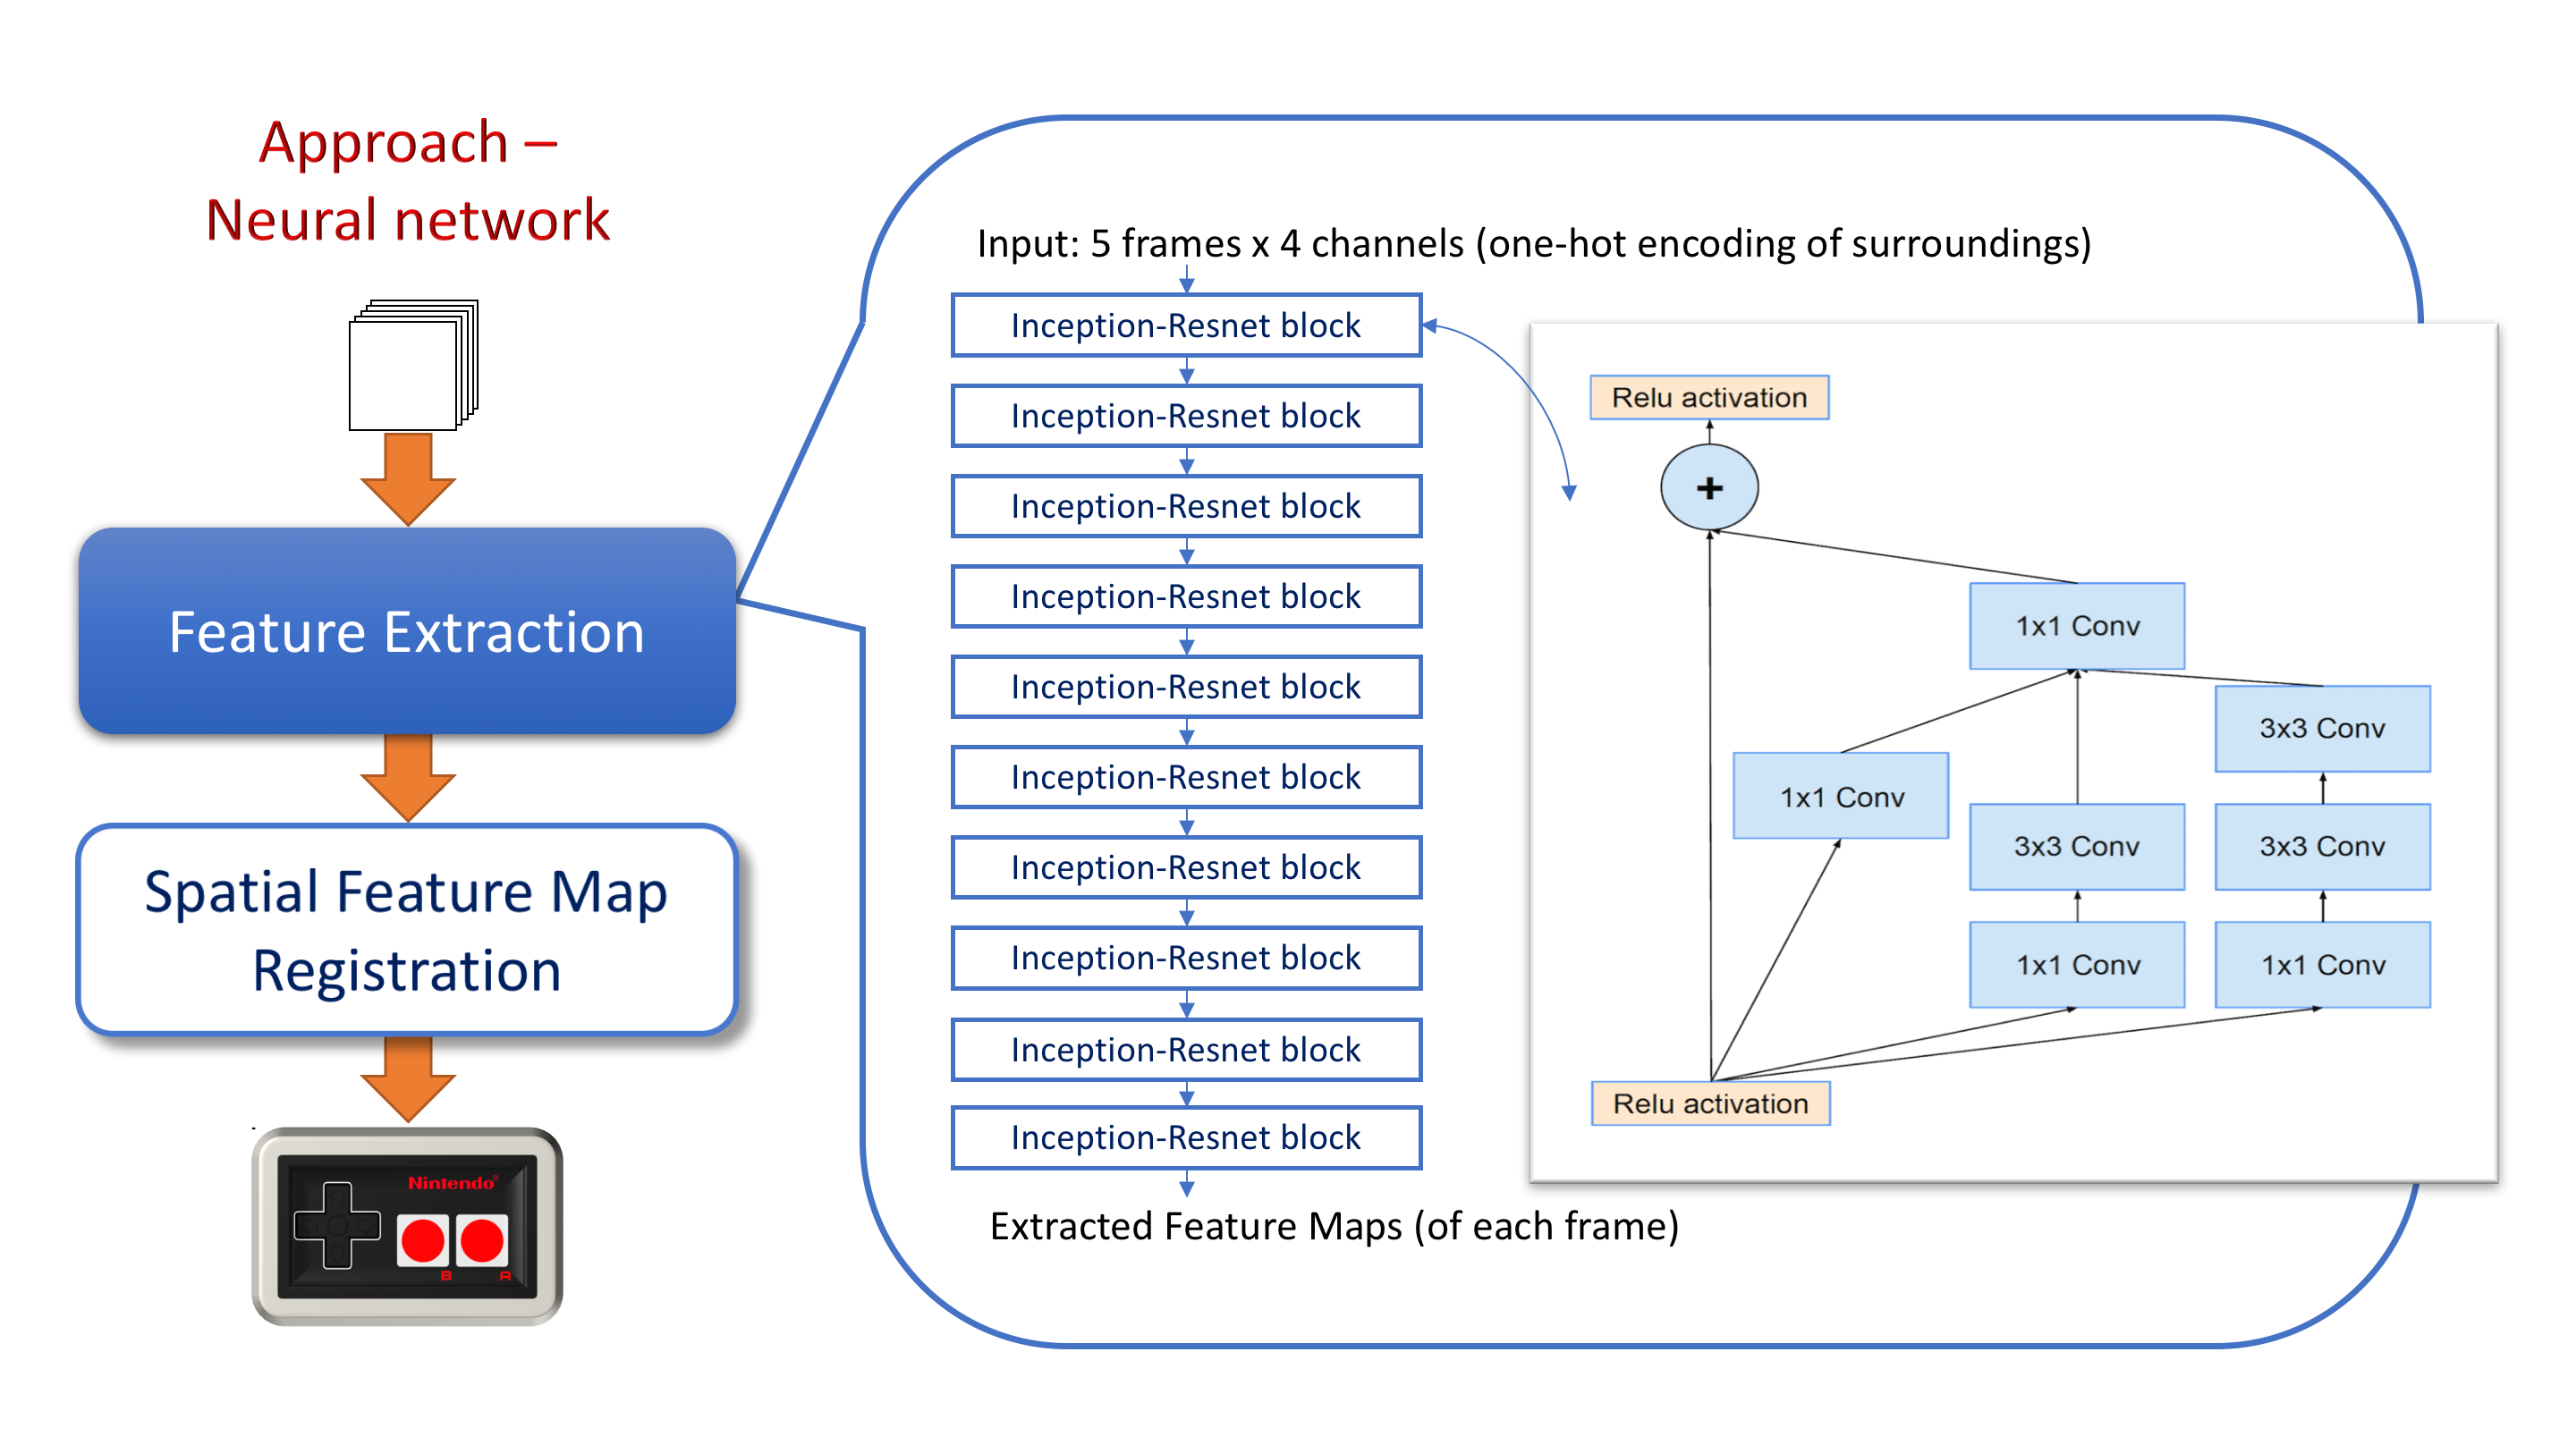 Approach –
Neural network
Feature Extraction
Spatial Feature Map
Registration
Nintendo®
B A
Input: 5 frames x 4 channels (one-hot encoding of surroundings)
Inception-Resnet block
Inception-Resnet block
Inception-Resnet block
Inception-Resnet block
Inception-Resnet block
Inception-Resnet block
Inception-Resnet block
Inception-Resnet block
Inception-Resnet block
Inception-Resnet block
Extracted Feature Maps (of each frame)
Relu activation
+
1x1 Conv
3x3 Conv
1x1 Conv
3x3 Conv
3x3 Conv
1x1 Conv
1x1 Conv
Relu activation